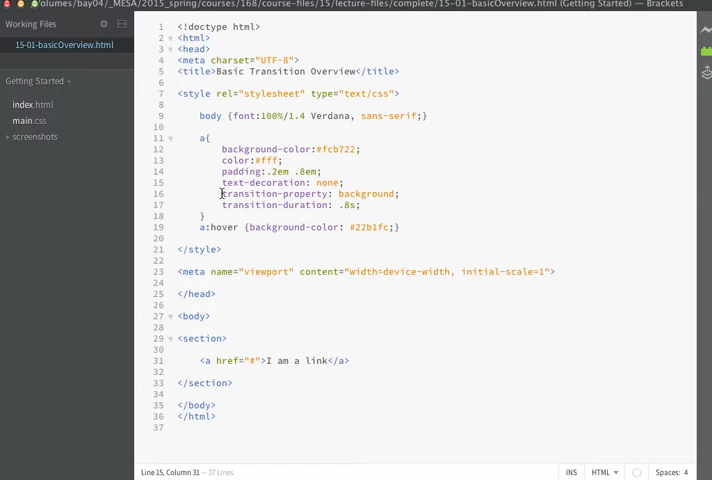 olumes/bay04/_MESA/2015_spring/courses/168/course-files/15/lecture-files/complete/15-01-basicOverview.html (Getting Started) — Brackets
Working Files
15-01-basicOverview.html
Getting Started
index.html
main.css
screenshots
1 <!doctype html>
2 <html>
3 <head>
4 <meta charset="UTF-8">
5 <title>Basic Transition Overview</title>
6
7 <style rel="stylesheet" type="text/css">
8
9 body {font:100%/1.4 Verdana, sans-serif;}
10
11 a{
12 background-color:#fcb722;
13 color:#fff;
14 padding:.2em .8em;
15 text-decoration: none;
16 transition-property: background;
17 transition-duration: .8s;
18 }
19 a:hover {background-color: #22b1fc;}
20
21 </style>
22
23 <meta name="viewport" content="width=device-width, initial-scale=1">
24
25 </head>
26
27 <body>
28
29 <section>
30
31 <a href="#">I am a link</a>
32
33 </section>
34
35 </body>
36 </html>
37
Line 15, Column 31 — 37 Lines
INS HTML Spaces: 4